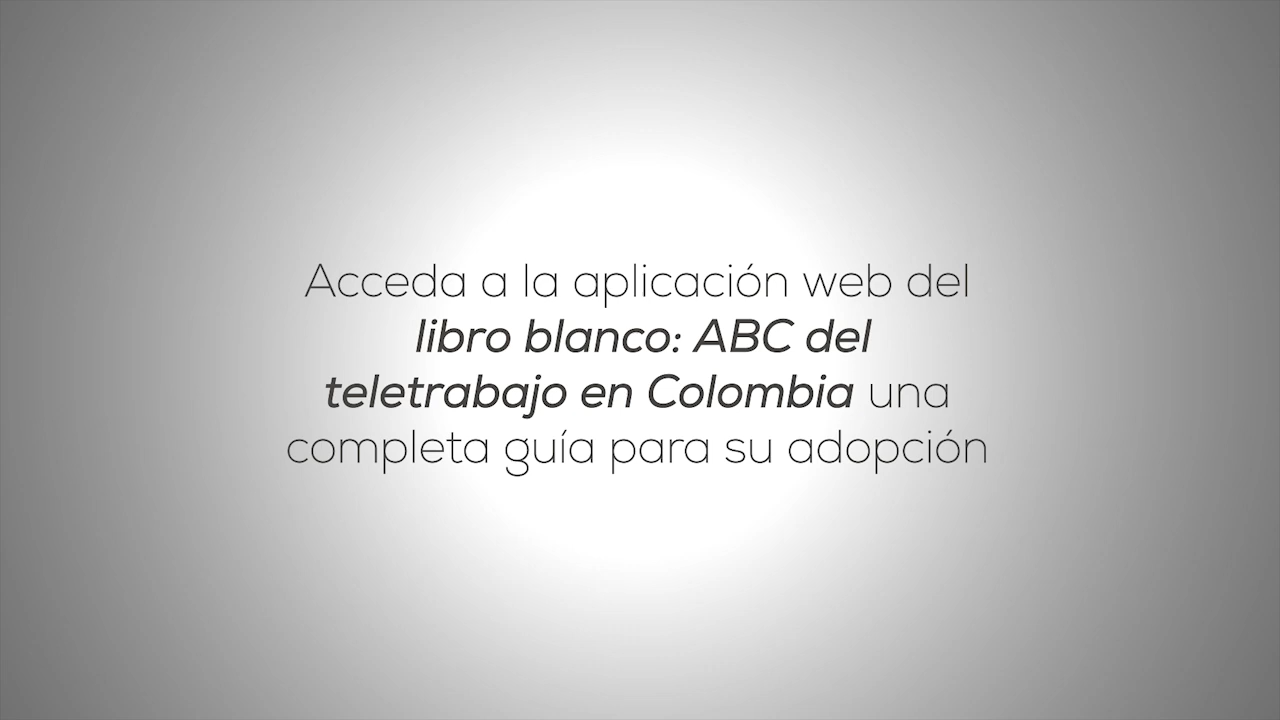 Acceda a la aplicación web del
libro blanco: ABC del
teletrabajo en Colombia una
completa guía para su adopción